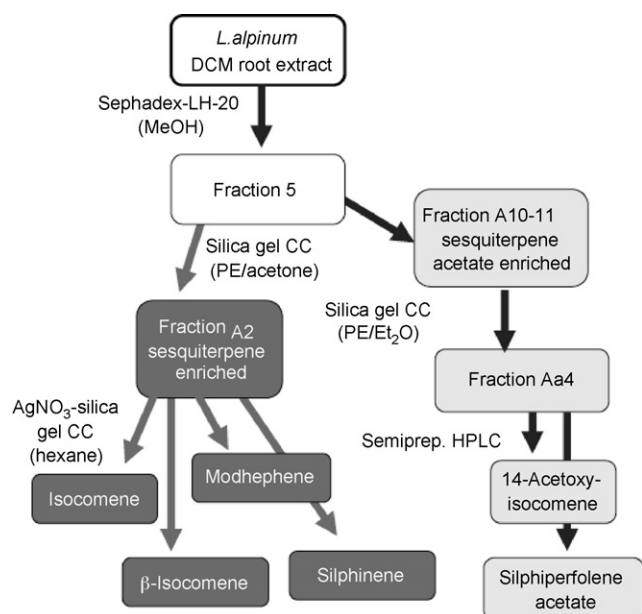 L.alpinum
DCM root extract
Sephadex-LH-20
(MeOH)
Fraction 5
Fraction A10-11
sesquiterpene
acetate enriched
Silica gel CC
(PE/acetone)
Silica gel CC
(PE/Et₂O)
Fraction A2
sesquiterpene
enriched
Fraction Aa4
AgNO₃-silica
gel CC
(hexane)
Semiprep. HPLC
Modhephene
Isocomene
14-Acetoxy-
isocomene
β-Isocomene
Silphinene
Silphiperfolene
acetate